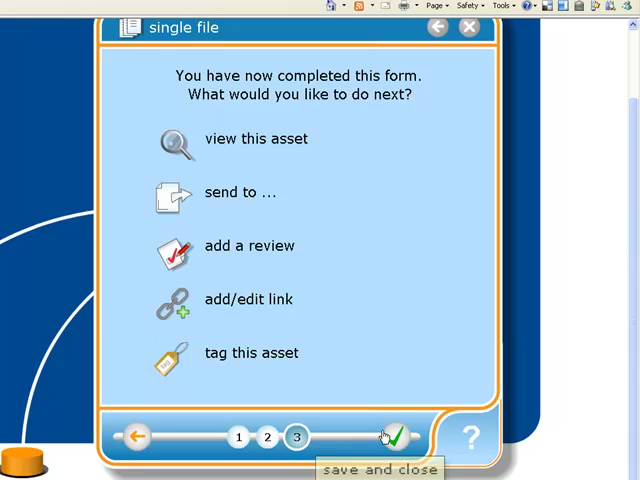 Page
Safety
Tools
single file
You have now completed this form.
What would you like to do next?
view this asset
send to ...
add a review
add/edit link
tag this asset
1 2 3
?
save and close